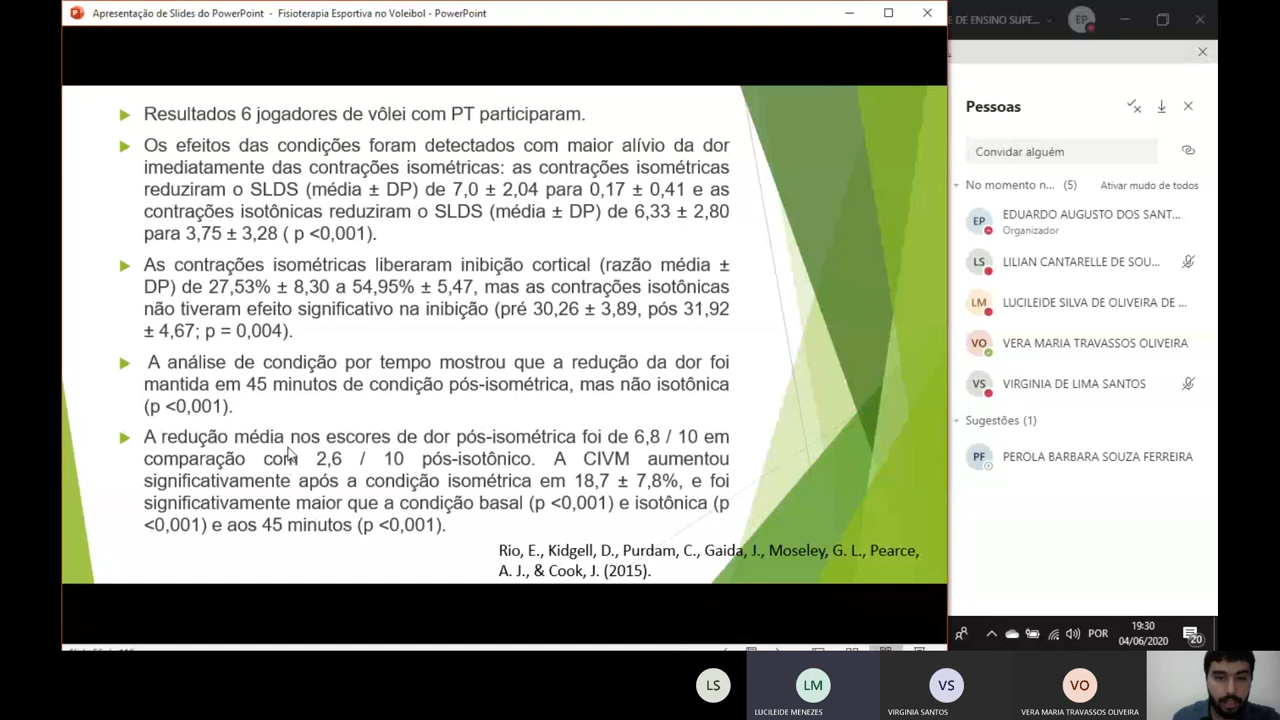 Apresentação de Slides do PowerPoint - Fisioterapia Esportiva no Voleibol - PowerPoint
DE ENSINO SUPE...
EP
Resultados 6 jogadores de vôlei com PT participaram.
Os efeitos das condições foram detectados com maior alívio da dor
imediatamente das contrações isométricas: as contrações isométricas
reduziram o SLDS (média ± DP) de 7,0 ± 2,04 para 0,17 ± 0,41 e as
contrações isotônicas reduziram o SLDS (média ± DP) de 6,33 ± 2,80
para 3,75 ± 3,28 ( p <0,001).
As contrações isométricas liberaram inibição cortical (razão média ±
DP) de 27,53% ± 8,30 a 54,95% ± 5,47, mas as contrações isotônicas
não tiveram efeito significativo na inibição (pré 30,26 ± 3,89, pós 31,92
± 4,67; p = 0,004).
A análise de condição por tempo mostrou que a redução da dor foi
mantida em 45 minutos de condição pós-isométrica, mas não isotônica
(p <0,001).
A redução média nos escores de dor pós-isométrica foi de 6,8 / 10 em
comparação com 2,6 / 10 pós-isotônico. A CIVM aumentou
significativamente após a condição isométrica em 18,7 ± 7,8%, e foi
significativamente maior que a condição basal (p <0,001) e isotônica (p
<0,001) e aos 45 minutos (p <0,001).
Rio, E., Kidgell, D., Purdam, C., Gaida, J., Moseley, G. L., Pearce,
A. J., & Cook, J. (2015).
Pessoas
Convidar alguém
No momento n... (5) Ativar mudo de todos
EP EDUARDO AUGUSTO DOS SANT...
Organizador
LS LILIAN CANTARELLE DE SOU...
LM LUCILEIDE SILVA DE OLIVEIRA DE ...
VO VERA MARIA TRAVASSOS OLIVEIRA
VS VIRGINIA DE LIMA SANTOS
Sugestões (1)
PF PEROLA BARBARA SOUZA FERREIRA
POR
19:30
04/06/2020
20
LS
LM
VS
VO
LUCILEIDE MENEZES
VIRGINIA SANTOS
VERA MARIA TRAVASSOS OLIVEIRA